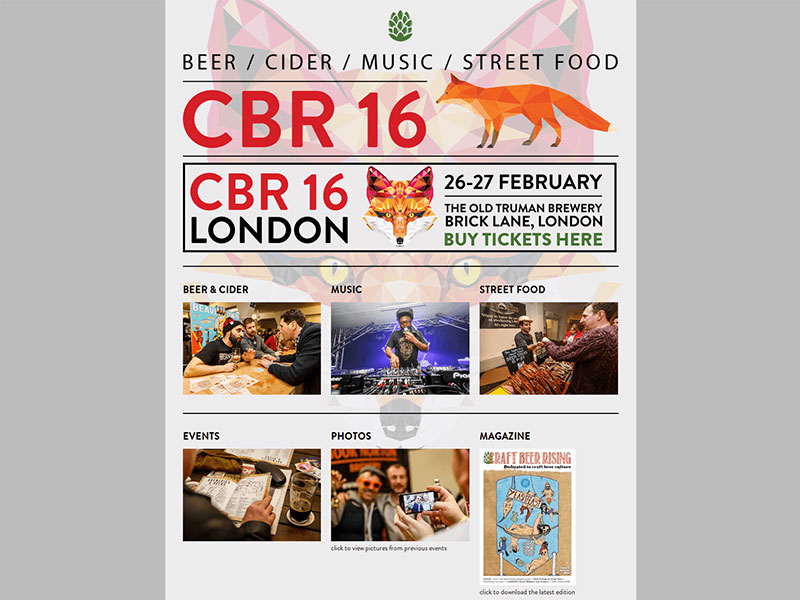 BEER / CIDER / MUSIC / STREET FOOD
CBR 16
CBR 16
LONDON
26-27 FEBRUARY
THE OLD TRUMAN BREWERY
BRICK LANE, LONDON
BUY TICKETS HERE
BEER & CIDER
MUSIC
STREET FOOD
EVENTS
PHOTOS
MAGAZINE
CRAFT BEER RISING
Dedicated to craft beer culture
click to view pictures from previous events
click to download the latest edition